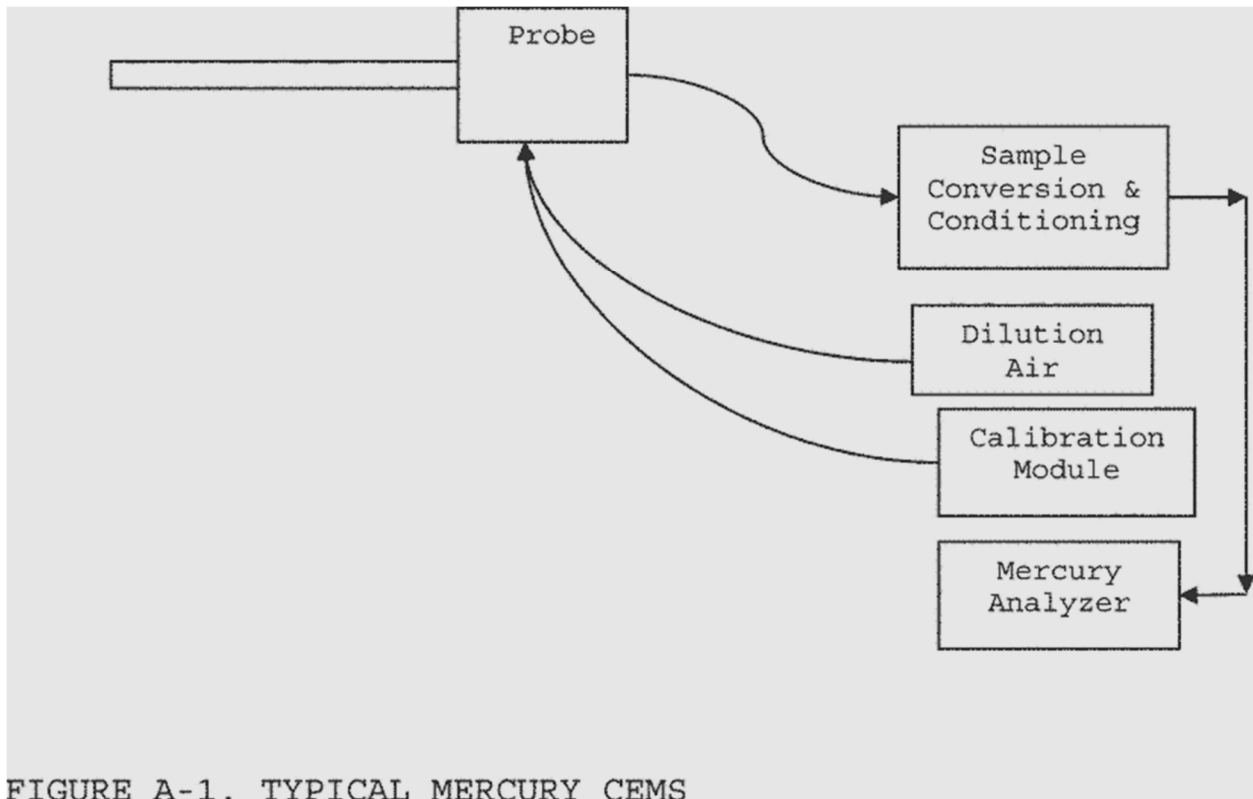 Probe
Sample
Conversion &
Conditioning
Dilution
Air
Calibration
Module
Mercury
Analyzer
FIGURE A-1. TYPICAL MERCURY CEMS